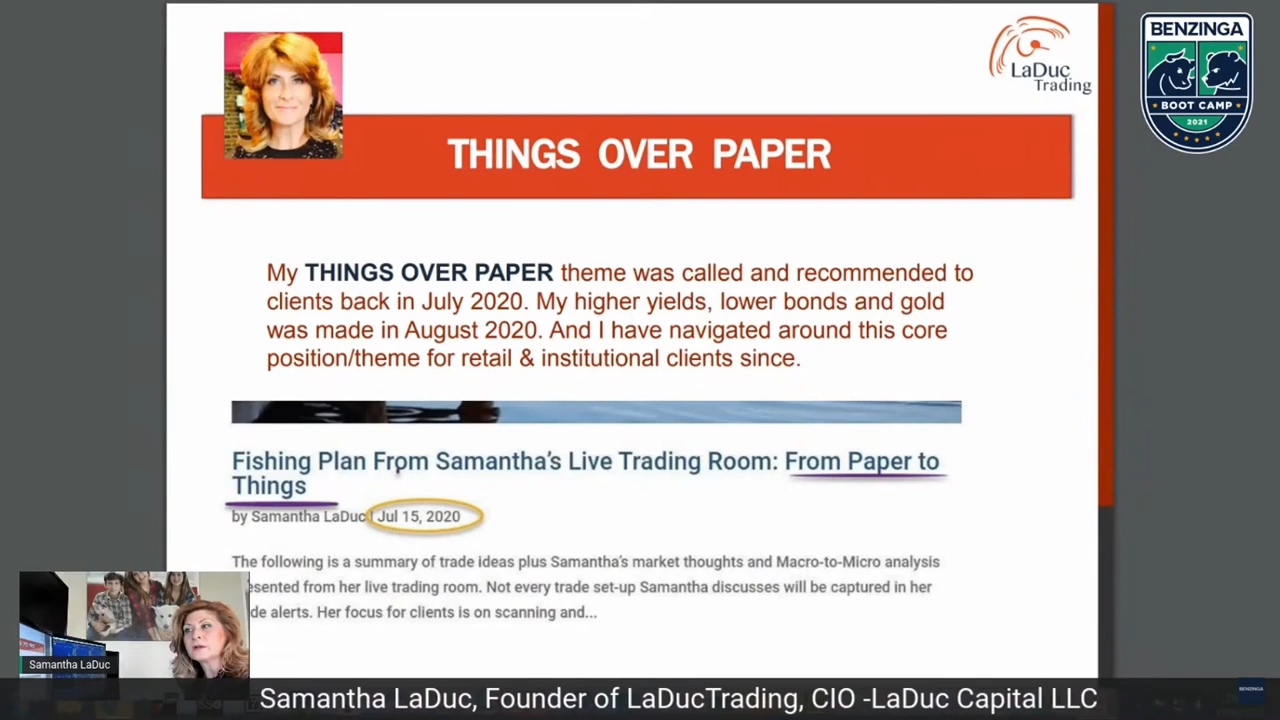 BENZINGA
BOOT CAMP
2021
LaDuc
Trading
THINGS OVER PAPER
My THINGS OVER PAPER theme was called and recommended to
clients back in July 2020. My higher yields, lower bonds and gold
was made in August 2020. And I have navigated around this core
position/theme for retail & institutional clients since.
Fishing Plan From Samantha's Live Trading Room: From Paper to
Things
by Samantha LaDuc | Jul 15, 2020
The following is a summary of trade ideas plus Samantha's market thoughts and Macro-to-Micro analysis
esented from her live trading room. Not every trade set-up Samantha discusses will be captured in her
de alerts. Her focus for clients is on scanning and...
Samantha LaDuc
Samantha LaDuc, Founder of LaDucTrading, CIO -LaDuc Capital LLC
BENZINGA